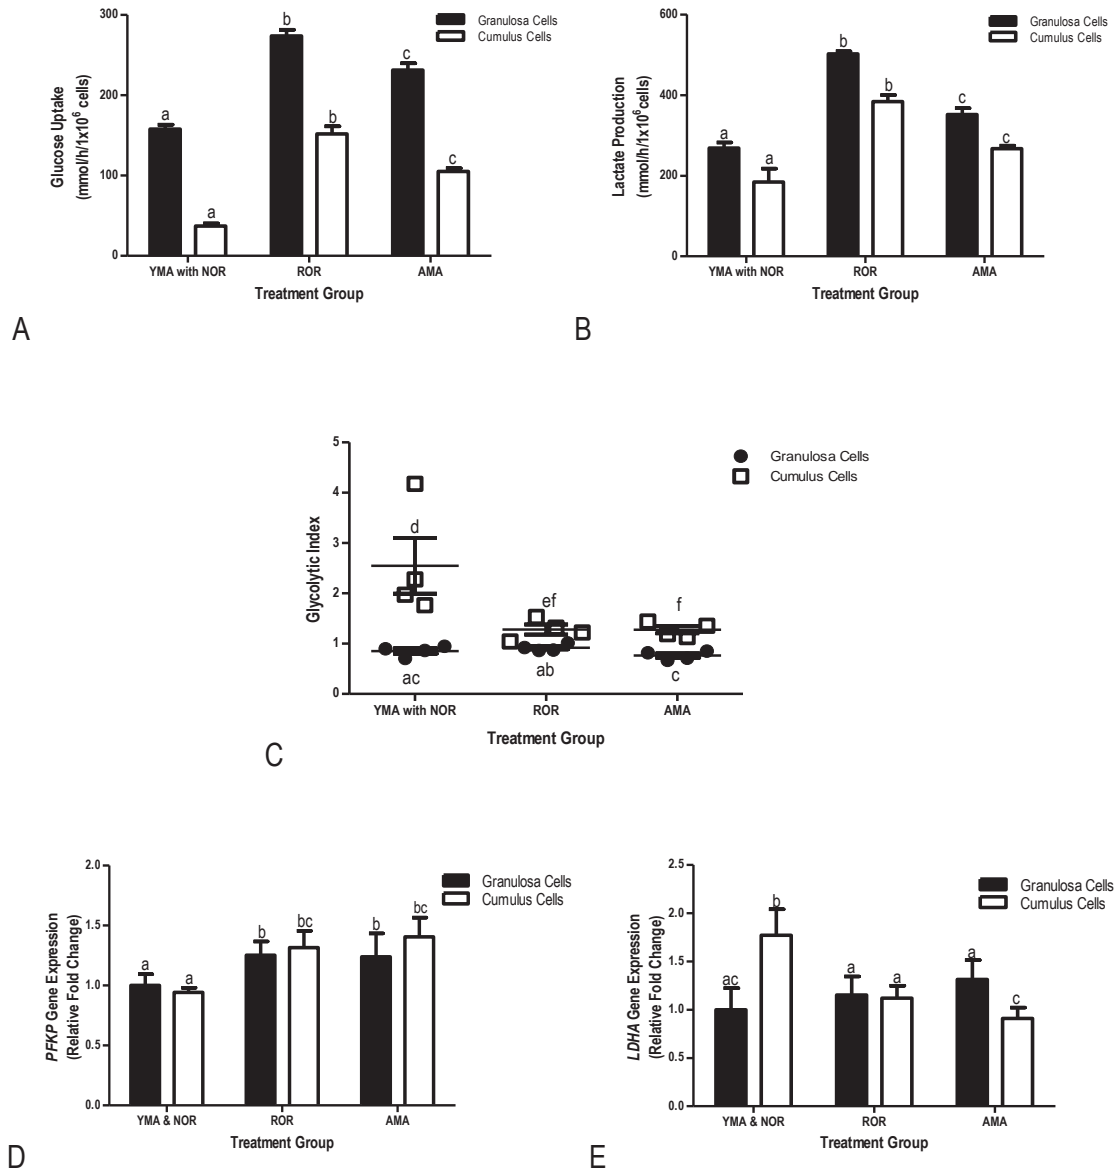 Glucose Uptake
(mmol/h/1x10⁶ cells)
300
200
100
0
a
a
b
b
c
c
Granulosa Cells
Cumulus Cells
YMA with NOR
ROR
AMA
Treatment Group
A
Lactate Production
(mmol/h/1x10⁶cells)
600
400
200
0
a
a
b
b
c
c
Granulosa Cells
Cumulus Cells
YMA with NOR
ROR
AMA
Treatment Group
B
Glycolytic Index
5
4
3
2
1
0
d
ac
ef
ab
f
c
Granulosa Cells
Cumulus Cells
YMA with NOR
ROR
AMA
Treatment Group
C
PFKP Gene Expression
(Relative Fold Change)
2.0
1.5
1.0
0.5
0.0
a
a
b
bc
b
bc
Granulosa Cells
Cumulus Cells
YMA & NOR
ROR
AMA
Treatment Group
D
LDHA Gene Expression
(Relative Fold Change)
2.5
2.0
1.5
1.0
0.5
0.0
ac
b
a
a
a
c
Granulosa Cells
Cumulus Cells
YMA & NOR
ROR
AMA
Treatment Group
E